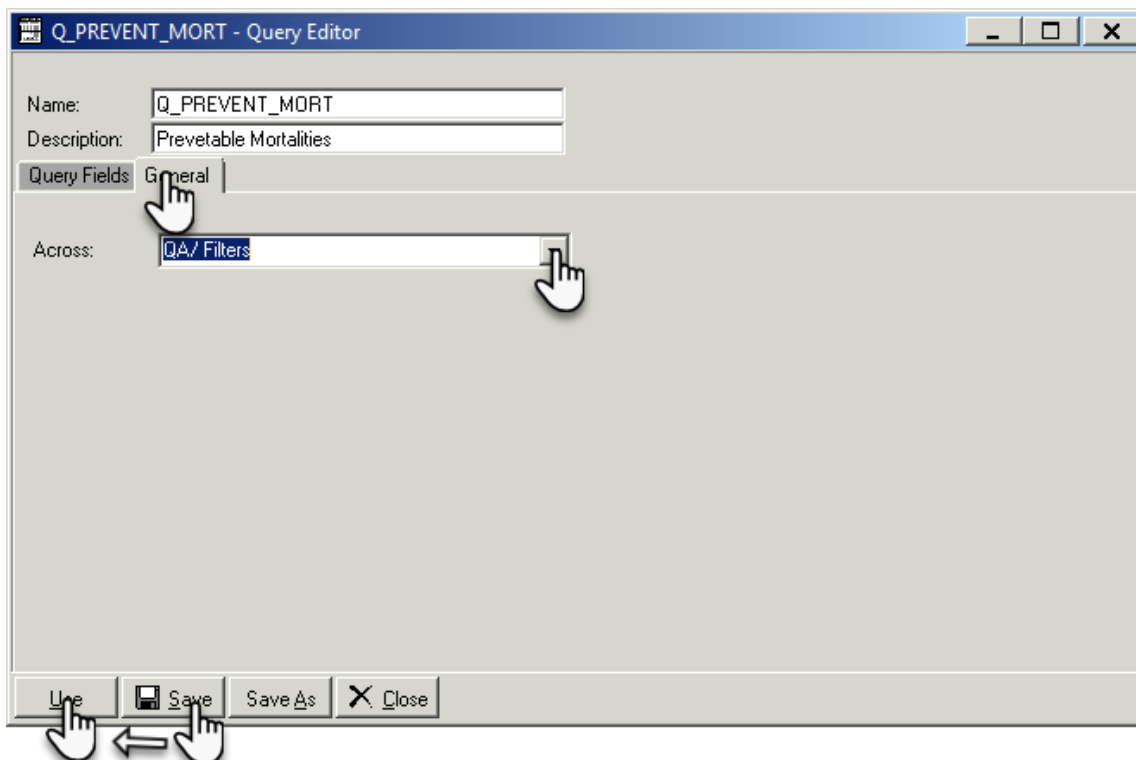 Q_PREVENT_MORT - Query Editor
Name: Q_PREVENT_MORT
Description: Prevetable Mortalities
Query Fields General
Across: QA/ Filters
Use Save Save As Close